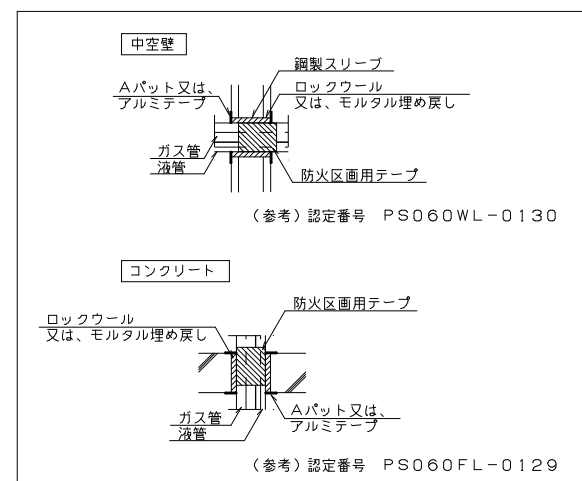 中空壁
鋼製スリーブ
Aパット又は、
アルミテープ
ロックウール
又は、モルタル埋め戻し
ガス管
液管
防火区画用テープ
（参考）認定番号 PS060WL-0130
コンクリート
防火区画用テープ
ロックウール
又は、モルタル埋め戻し
ガス管
液管
Aパット又は、
アルミテープ
（参考）認定番号 PS060FL-0129